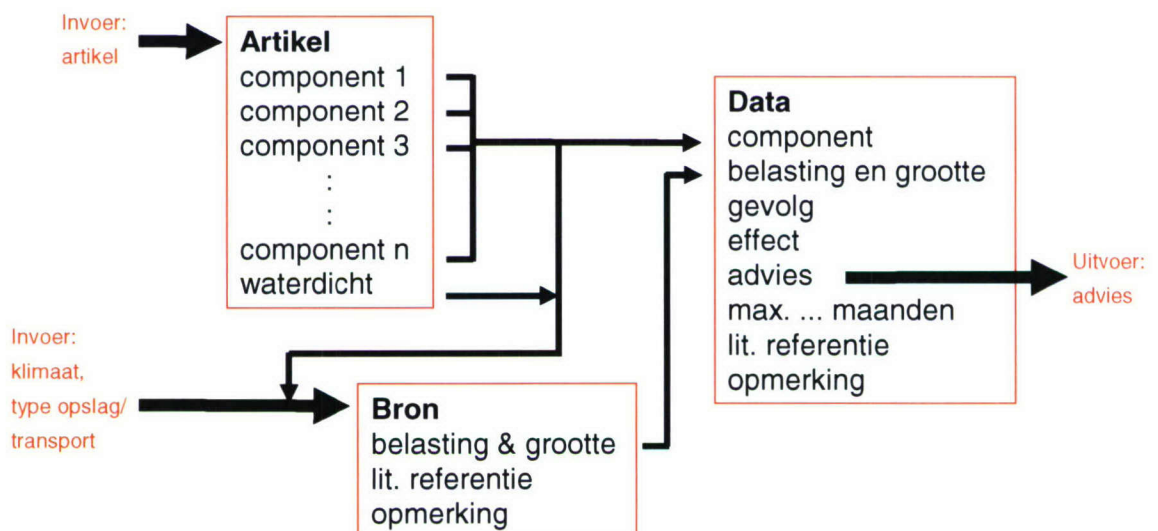 Invoer:
artikel
Artikel
component 1
component 2
component 3
:
:
component n
waterdicht
Invoer:
klimaat,
type opslag/
transport
Bron
belasting & grootte
lit. referentie
opmerking
Data
component
belasting en grootte
gevolg
effect
advies
max. ... maanden
lit. referentie
opmerking
Uitvoer:
advies